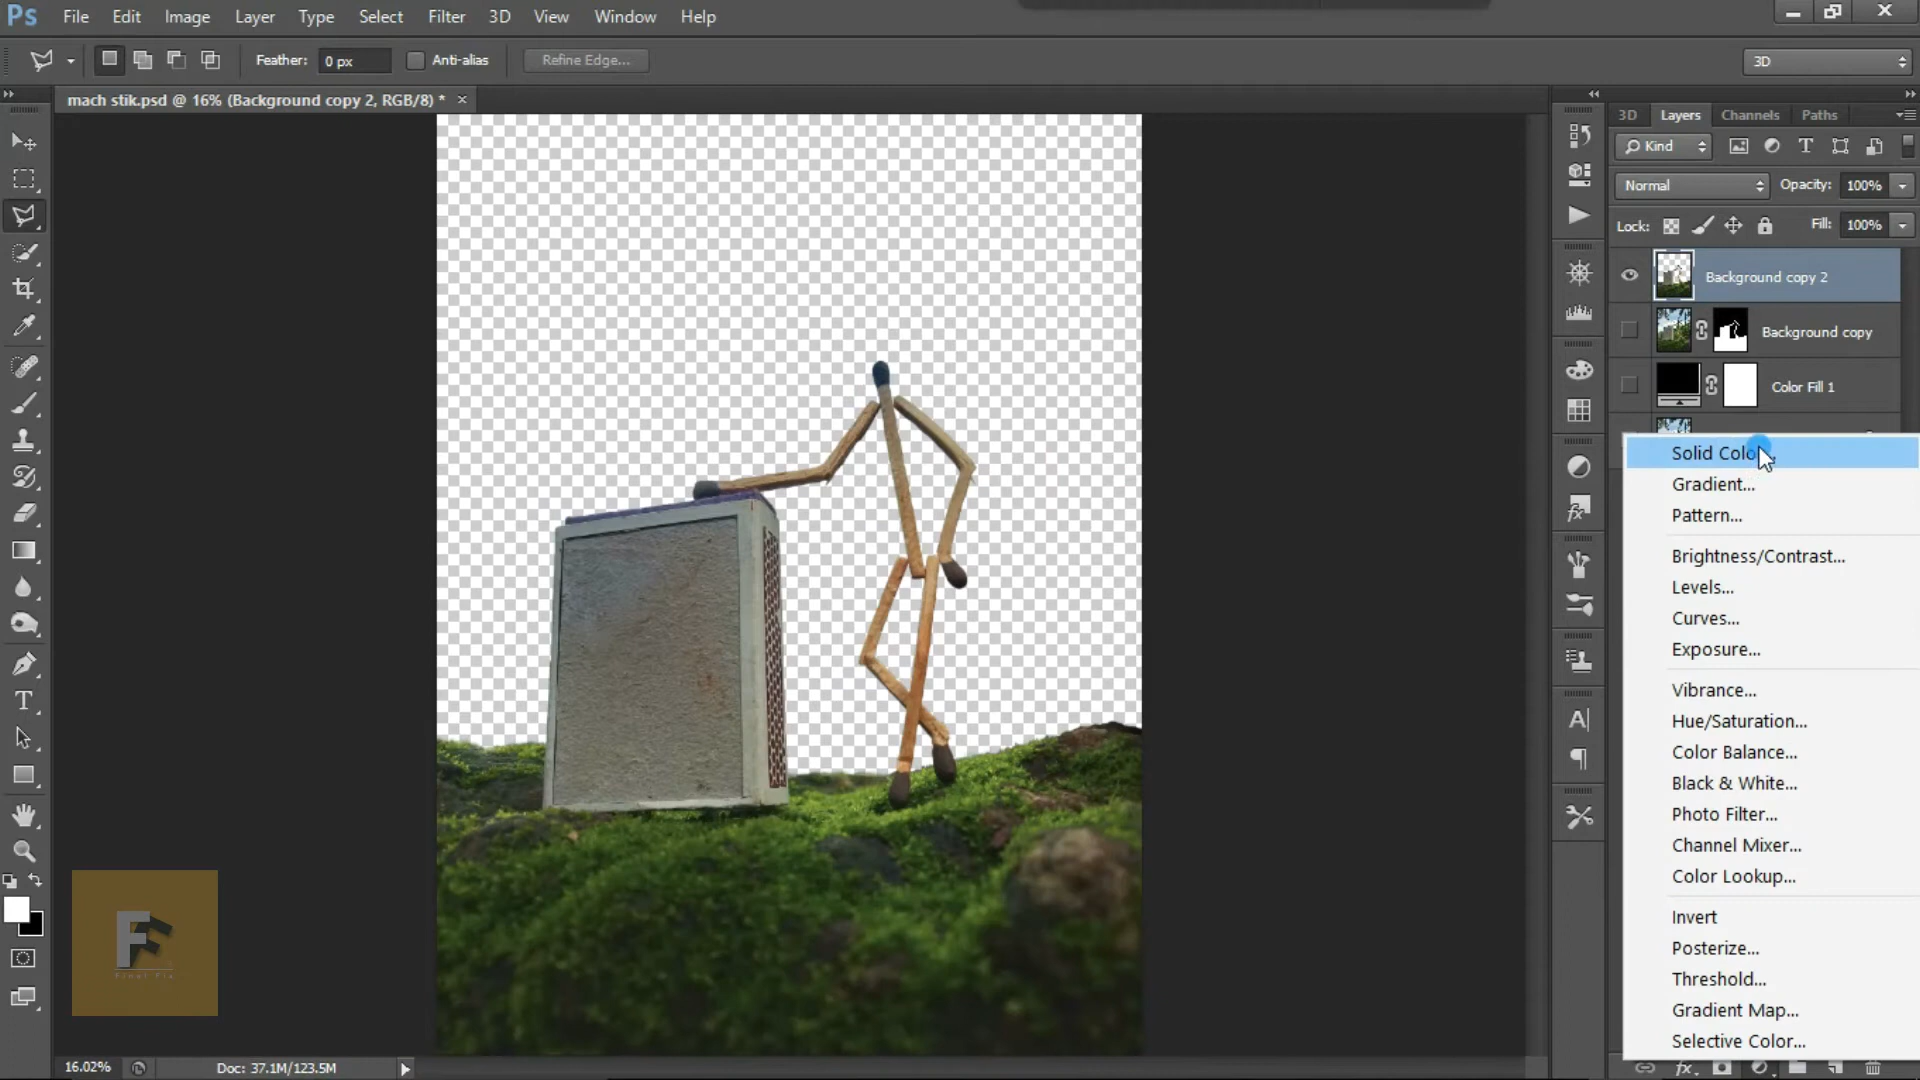 Ps File Edit Image Layer Type Select Filter 3D View Window Help
Feather: 0 px Anti-alias Refine Edge... 3D
mach stik.psd @ 16% (Background copy 2, RGB/8) * ×
3D Layers Channels Paths
Kind
Normal Opacity: 100%
Lock: Fill: 100%
Background copy 2
Background copy
Color Fill 1
Gradient...
Pattern...
Brightness/Contrast...
Levels...
Curves...
Exposure...
Vibrance...
Hue/Saturation...
Color Balance...
Black & White...
Photo Filter...
Channel Mixer...
Color Lookup...
Invert
Posterize...
Threshold...
Gradient Map...
Selective Color...
16.02% Doc: 37.1M/123.5M